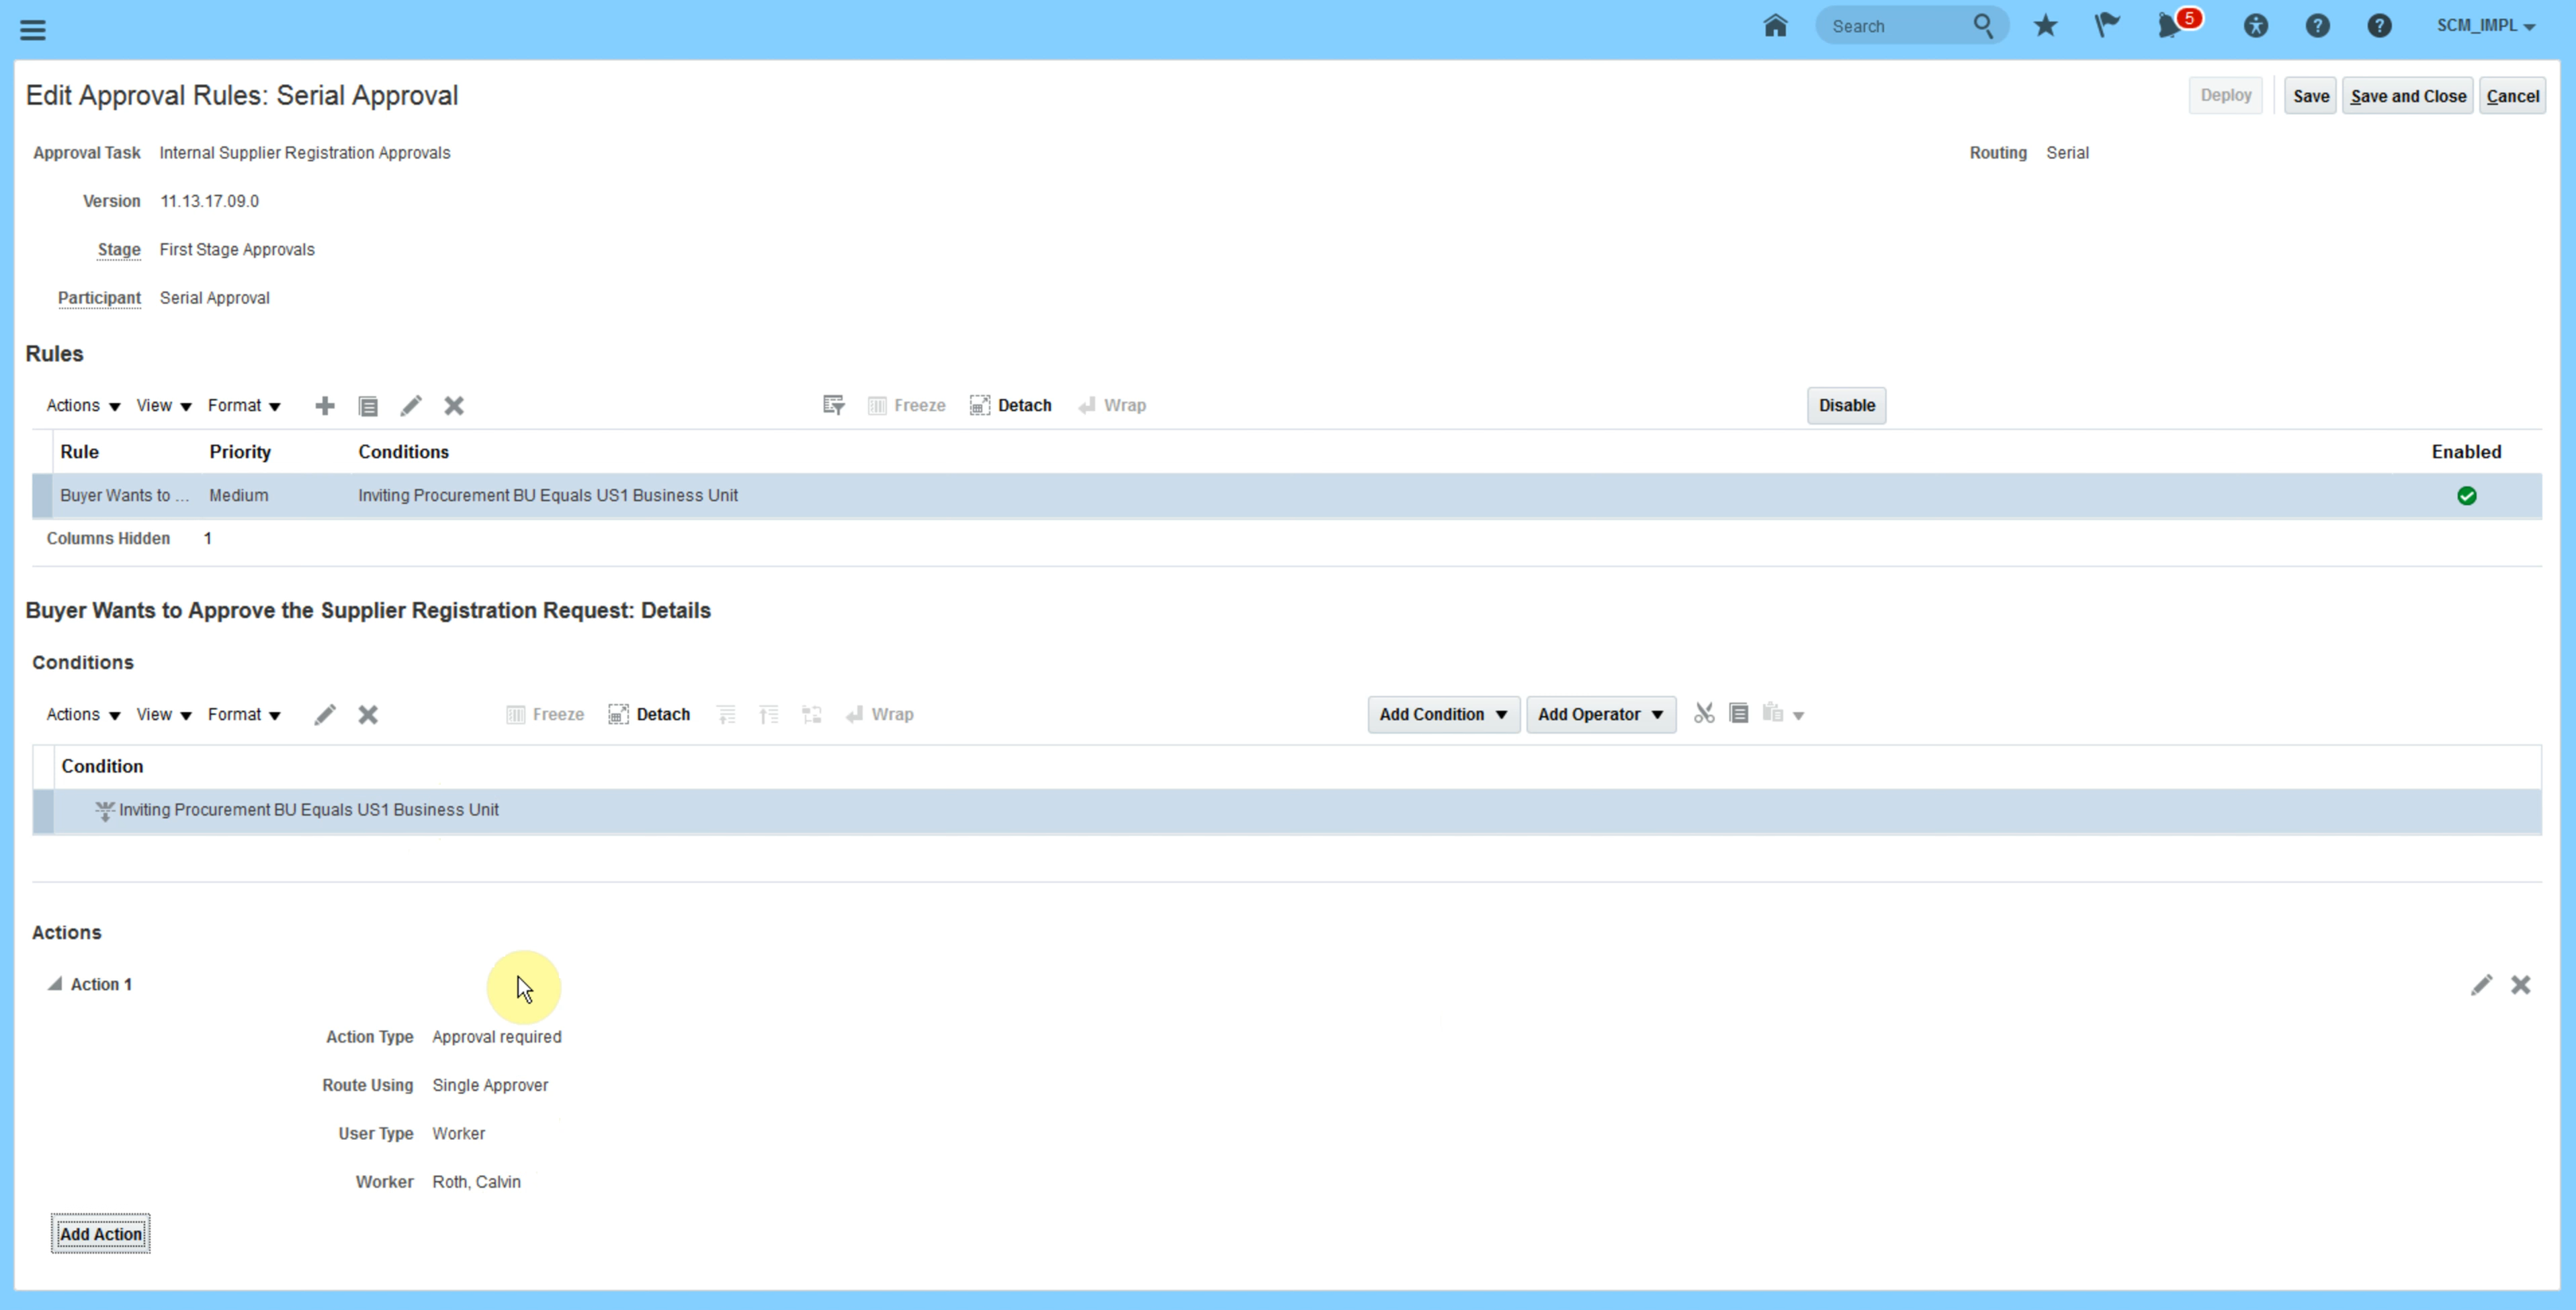 Search
5
SCM_IMPL
Edit Approval Rules: Serial Approval
Deploy Save Save and Close Cancel
Approval Task Internal Supplier Registration Approvals
Routing Serial
Version 11.13.17.09.0
Stage First Stage Approvals
Participant Serial Approval
Rules
Actions View Format Freeze Detach Wrap Disable
Rule Priority Conditions Enabled
Buyer Wants to ... Medium Inviting Procurement BU Equals US1 Business Unit
Columns Hidden 1
Buyer Wants to Approve the Supplier Registration Request: Details
Conditions
Actions View Format Freeze Detach Wrap Add Condition Add Operator
Condition
Inviting Procurement BU Equals US1 Business Unit
Actions
Action 1
Action Type Approval required
Route Using Single Approver
User Type Worker
Worker Roth, Calvin
Add Action